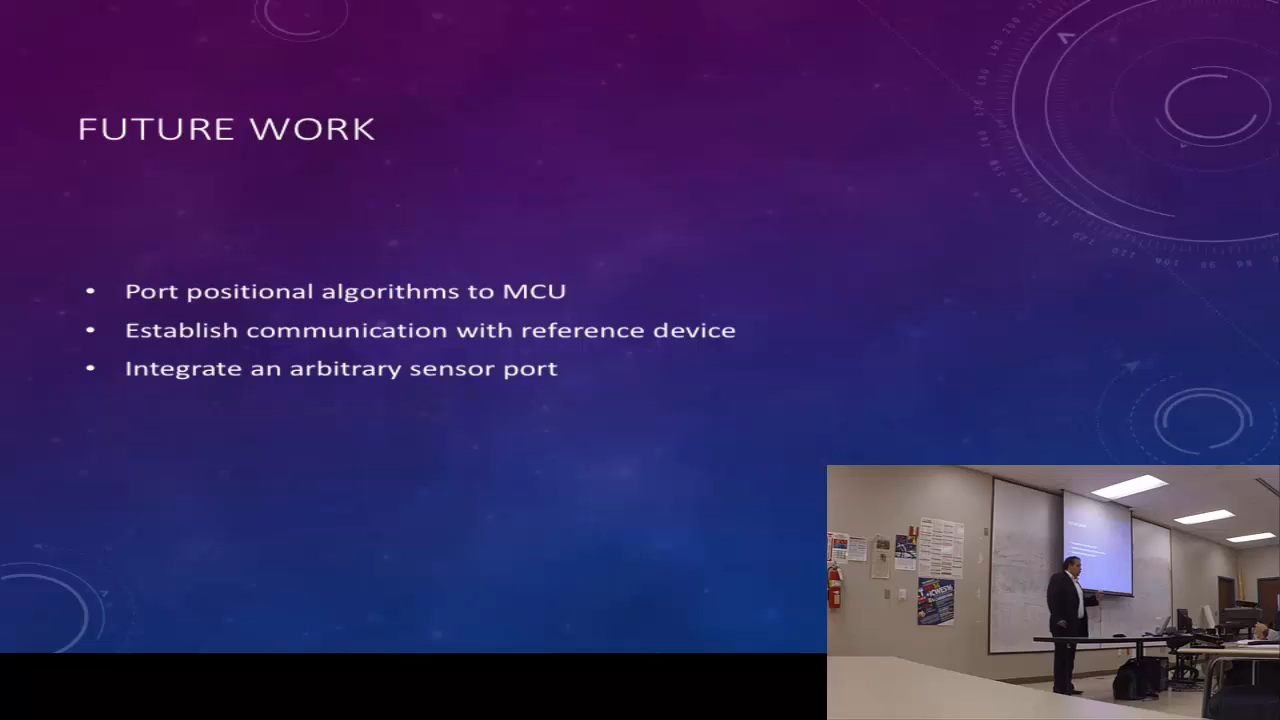 FUTURE WORK
• Port positional algorithms to MCU
• Establish communication with reference device
• Integrate an arbitrary sensor port